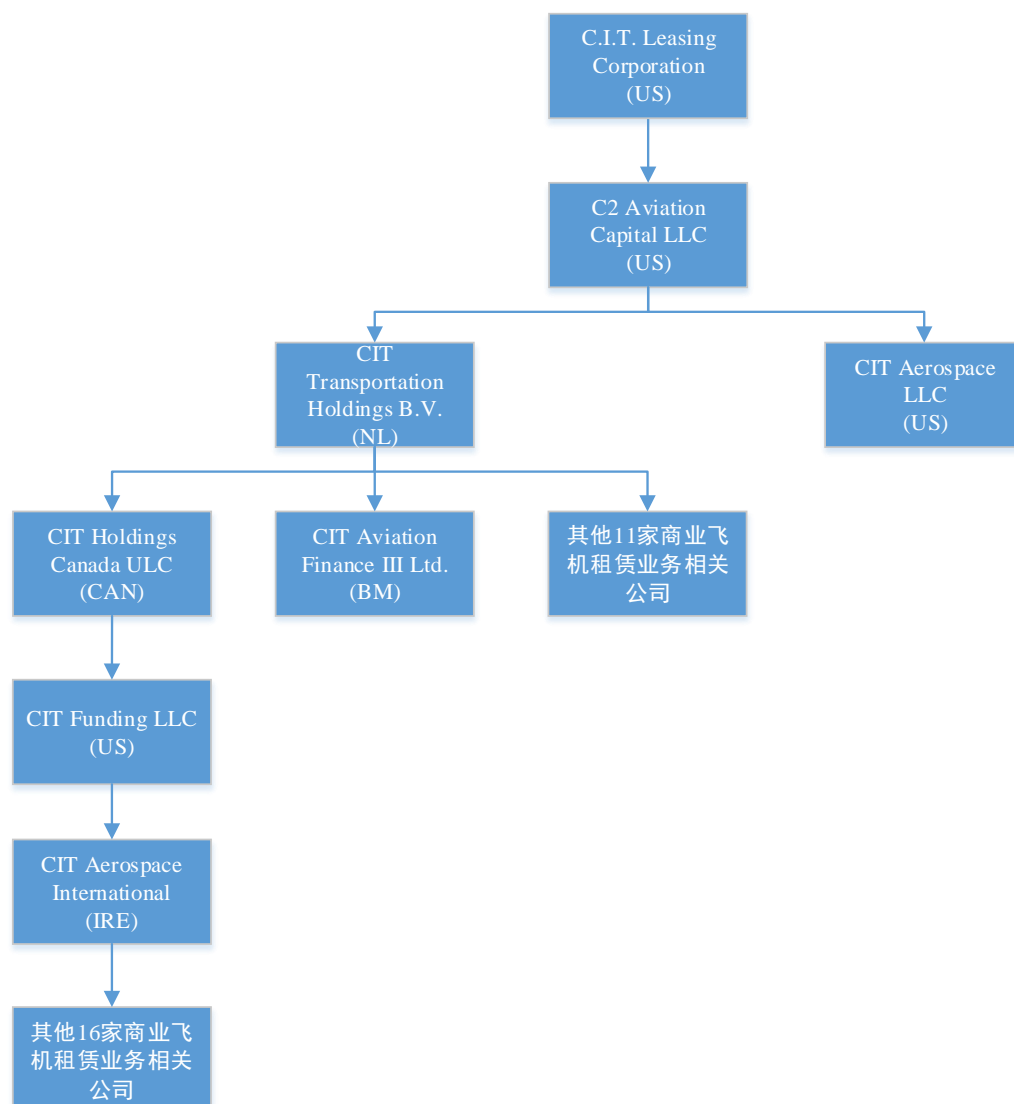 C.I.T. Leasing
Corporation
(US)
C2 Aviation
Capital LLC
(US)
CIT
Transportation
Holdings B.V.
(NL)
CIT Aerospace
LLC
(US)
CIT Holdings
Canada ULC
(CAN)
CIT Aviation
Finance III Ltd.
(BM)
其他11家商业飞
机租赁业务相关
公司
CIT Funding LLC
(US)
CIT Aerospace
International
(IRE)
其他16家商业飞
机租赁业务相关
公司